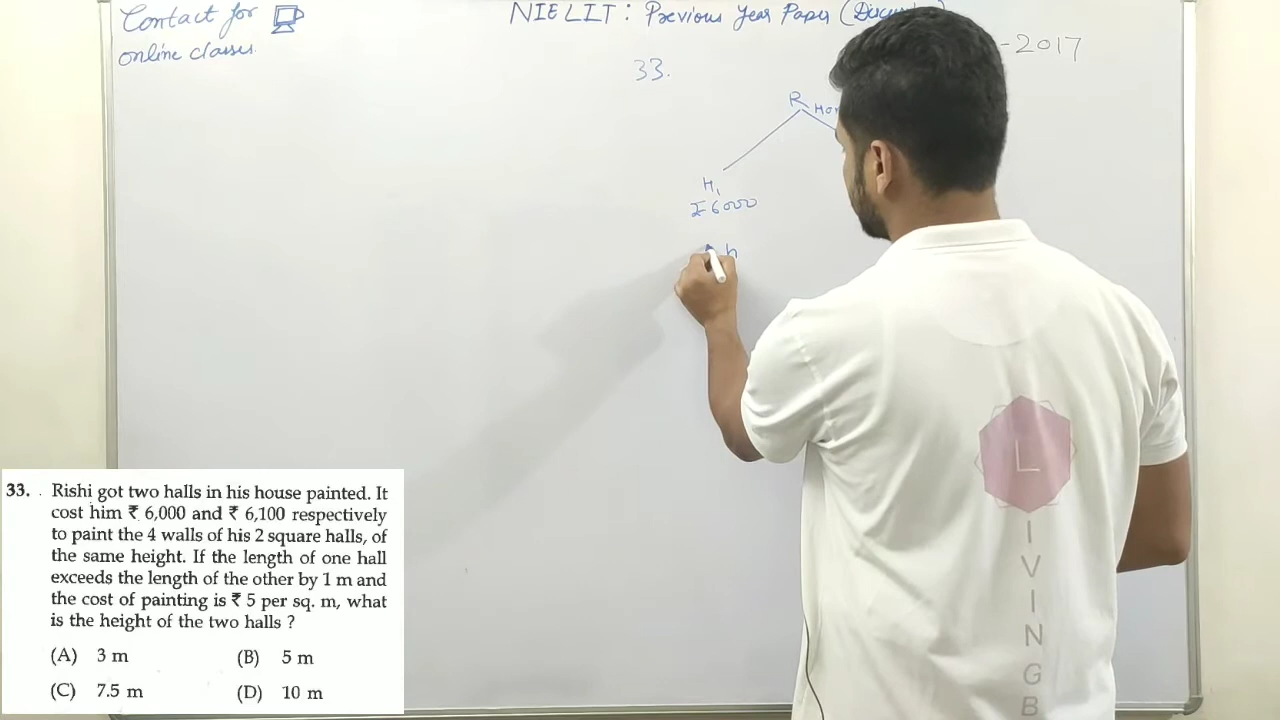 Contact for
online classes.
NIELIT : Previous Year Paper
-2017
33.
R
H₁
₹6000
h
33. Rishi got two halls in his house painted. It
cost him ₹ 6,000 and ₹ 6,100 respectively
to paint the 4 walls of his 2 square halls, of
the same height. If the length of one hall
exceeds the length of the other by 1 m and
the cost of painting is ₹ 5 per sq. m, what
is the height of the two halls ?
(A) 3 m (B) 5 m
(C) 7.5 m (D) 10 m
L
I
V
I
N
G
B